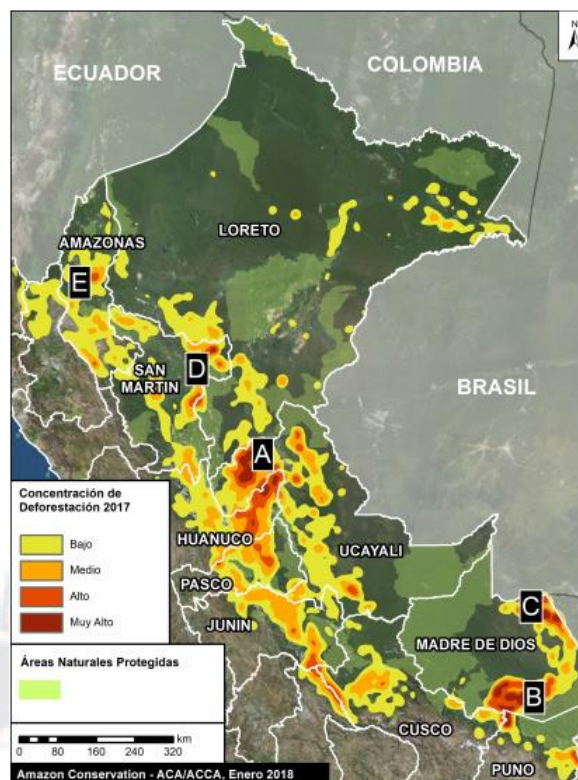 N
ECUADOR
COLOMBIA
LORETO
AMAZONAS
E
D
SAN
MARTIN
BRASIL
A
Concentración de
Deforestación 2017
Bajo
Medio
Alto
Muy Alto
HUANUCO
UCAYALI
PASCO
JUNIN
C
MADRE DE DIOS
B
Áreas Naturales Protegidas
CUSCO
PUNO
km
0 80 160 240 320
Amazon Conservation - ACA/ACCA, Enero 2018